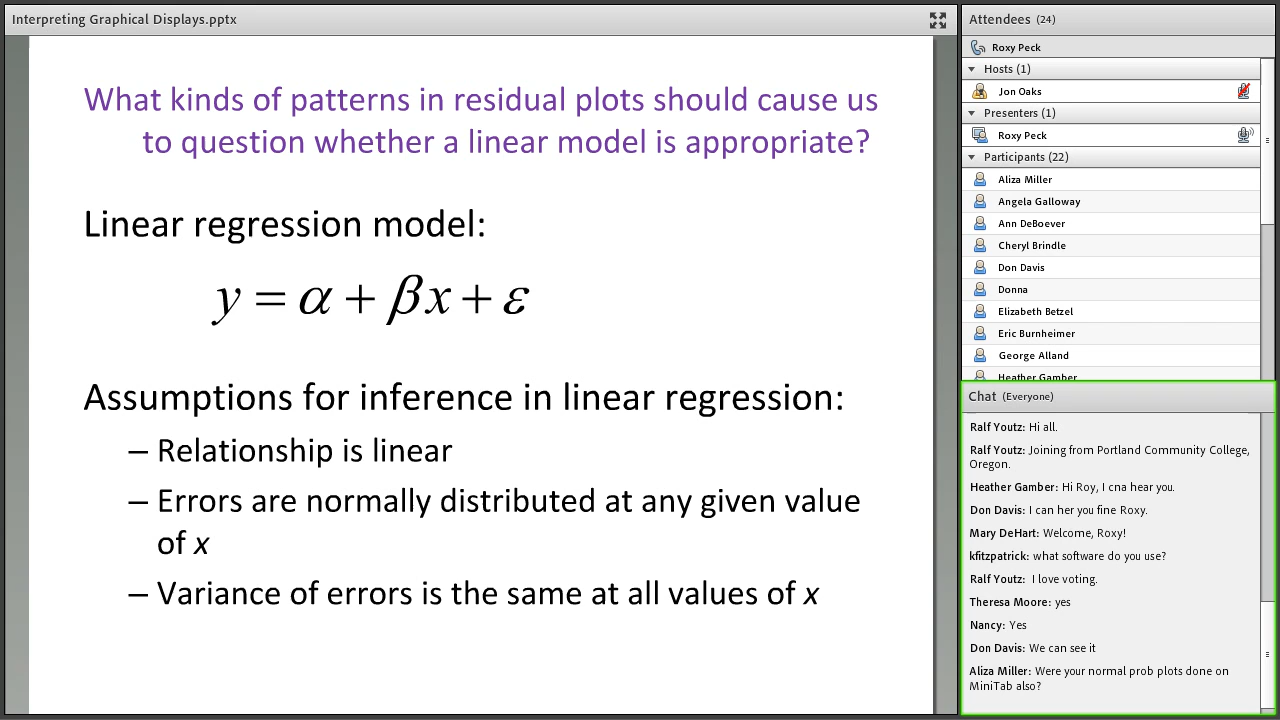 Interpreting Graphical Displays.pptx
What kinds of patterns in residual plots should cause us
to question whether a linear model is appropriate?
Linear regression model:
y = α + βx + ε
Assumptions for inference in linear regression:
– Relationship is linear
– Errors are normally distributed at any given value
of x
– Variance of errors is the same at all values of x
Attendees (24)
Roxy Peck
Hosts (1)
Jon Oaks
Presenters (1)
Roxy Peck
Participants (22)
Aliza Miller
Angela Galloway
Ann DeBoever
Cheryl Brindle
Don Davis
Donna
Elizabeth Betzel
Eric Burnheimer
George Alland
Heather Gamber
Chat (Everyone)
Ralf Youtz: Hi all.
Ralf Youtz: Joining from Portland Community College,
Oregon.
Heather Gamber: Hi Roy, I cna hear you.
Don Davis: I can her you fine Roxy.
Mary DeHart: Welcome, Roxy!
kfitzpatrick: what software do you use?
Ralf Youtz: I love voting.
Theresa Moore: yes
Nancy: Yes
Don Davis: We can see it
Aliza Miller: Were your normal prob plots done on
MiniTab also?